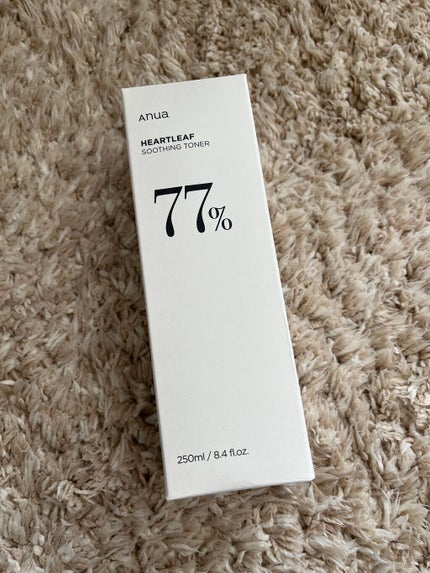 Anua
HEARTLEAF
SOOTHING TONER
77%
250ml / 8.4 fl.oz.